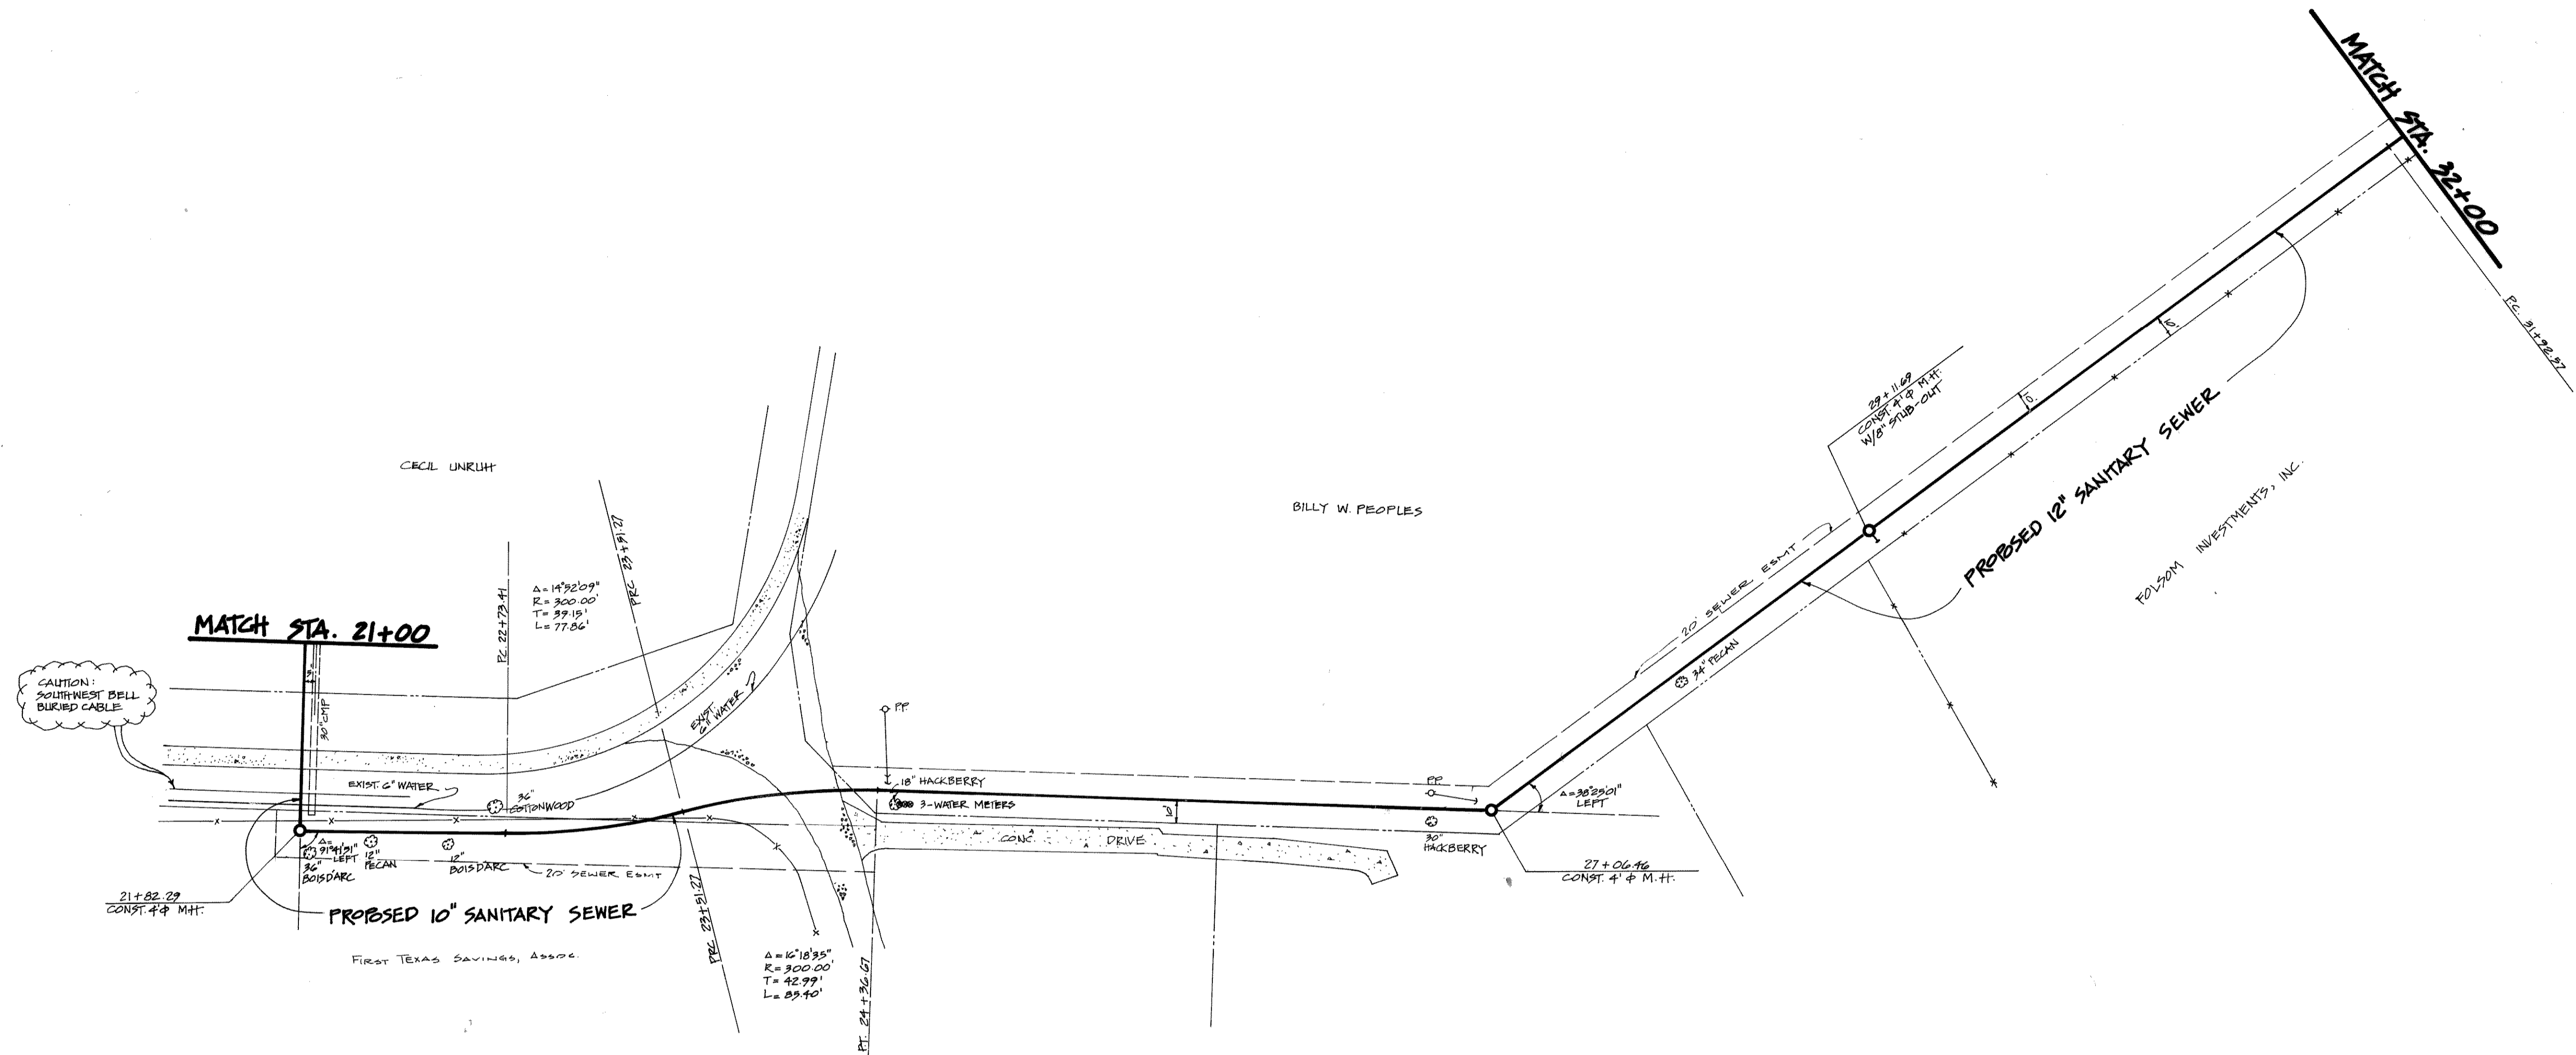 MATCH STA. 32+00
P.C. 31+92.57
10'
10'
29+11.69
CONST. 4' Φ M.H.
W/8" STUB-OUT
PROPOSED 12" SANITARY SEWER
FOLSOM INVESTMENTS, INC.
CECIL UNRUH
BILLY W. PEOPLES
20' SEWER ESMT
34" PECAN
PRC 23+51.27
P.C. 22+73.41
Δ= 14°52'09"
R= 300.00'
T= 39.15'
L= 77.86'
MATCH STA. 21+00
CAUTION:
SOUTHWEST BELL
BURIED CABLE
30" CMP
EXIST.
6" WATER
P.P.
EXIST. 6" WATER
36"
COTTONWOOD
18" HACKBERRY
3-WATER METERS
P.P.
Δ=38°25'01"
LEFT
CONC. DRIVE
30"
HACKBERRY
Δ=
91°41'51"
LEFT
36"
BOIS D'ARC
12"
PECAN
12"
BOIS D'ARC
20' SEWER ESMT
27+06.46
CONST. 4' Φ M.H.
21+82.29
CONST. 4' Φ M.H.
PROPOSED 10" SANITARY SEWER
PRC 23+51.27
FIRST TEXAS SAVINGS, ASSOC.
Δ= 16°18'35"
R= 300.00'
T= 42.99'
L= 85.40'
P.T. 24+36.67